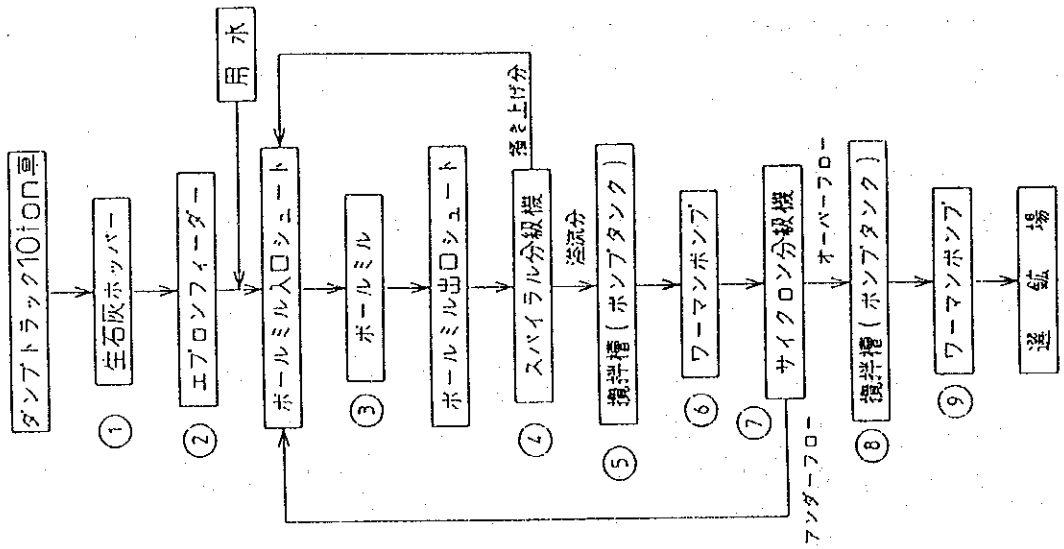 ダンプトラック10ton車
① 生石灰ホッパー
② エプロンフィーダー
用水
ボールミル入口シュート
③ ボールミル
ボールミル出口シュート
④ スパイラル分級機
掻き上げ分
溢流分
⑤ 攪拌槽(ポンプタンク)
⑥ ワーマンポンプ
⑦ サイクロン分級機
アンダーフロー
オーバーフロー
⑧ 攪拌槽(ポンプタンク)
⑨ ワーマンポンプ
選鉱場